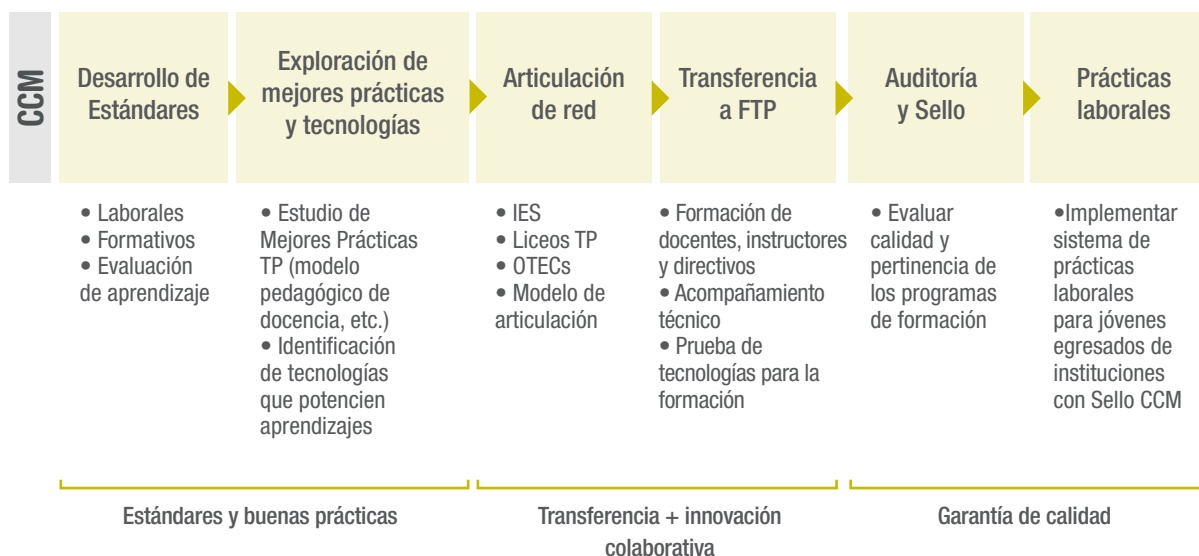 CCM
Desarrollo de
Estándares
Exploración de
mejores prácticas
y tecnologías
Articulación
de red
Transferencia
a FTP
Auditoría
y Sello
Prácticas
laborales
• Laborales
• Formativos
• Evaluación
de aprendizaje
• Estudio de
Mejores Prácticas
TP (modelo
pedagógico de
docencia, etc.)
• Identificación
de tecnologías
que potencien
aprendizajes
• IES
• Liceos TP
• OTECs
• Modelo de
articulación
• Formación de
docentes, instructores
y directivos
• Acompañamiento
técnico
• Prueba de
tecnologías para la
formación
• Evaluar
calidad y
pertinencia de
los programas
de formación
•Implementar
sistema de
prácticas
laborales
para jóvenes
egresados de
instituciones
con Sello CCM
Estándares y buenas prácticas
Transferencia + innovación
colaborativa
Garantía de calidad